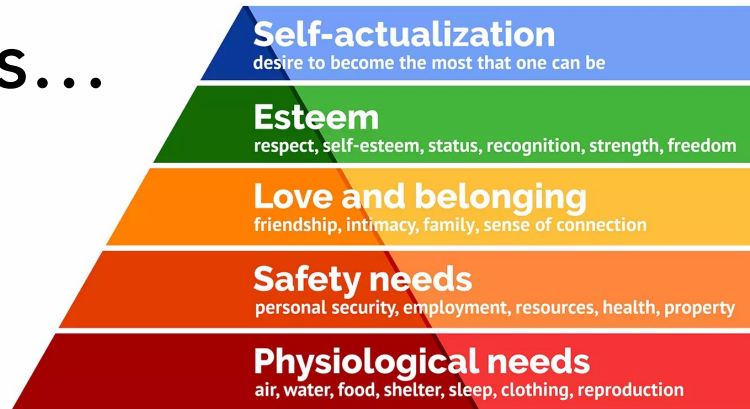 s...
Self-actualization
desire to become the most that one can be
Esteem
respect, self-esteem, status, recognition, strength, freedom
Love and belonging
friendship, intimacy, family, sense of connection
Safety needs
personal security, employment, resources, health, property
Physiological needs
air, water, food, shelter, sleep, clothing, reproduction